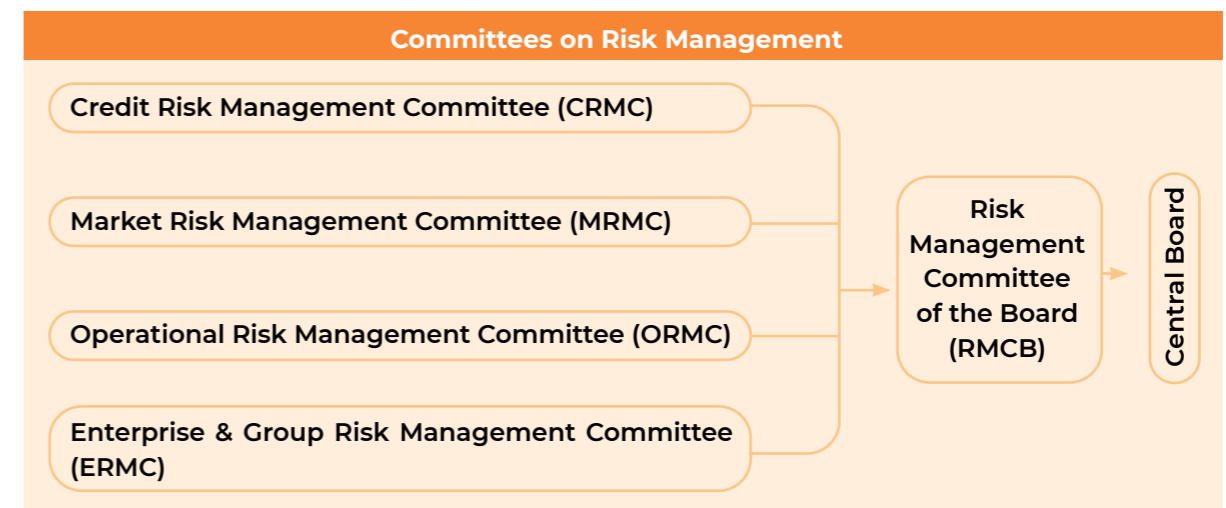 Committees on Risk Management
Credit Risk Management Committee (CRMC)
Market Risk Management Committee (MRMC)
Operational Risk Management Committee (ORMC)
Enterprise & Group Risk Management Committee
(ERMC)
Risk
Management
Committee
of the Board
(RMCB)
Central Board